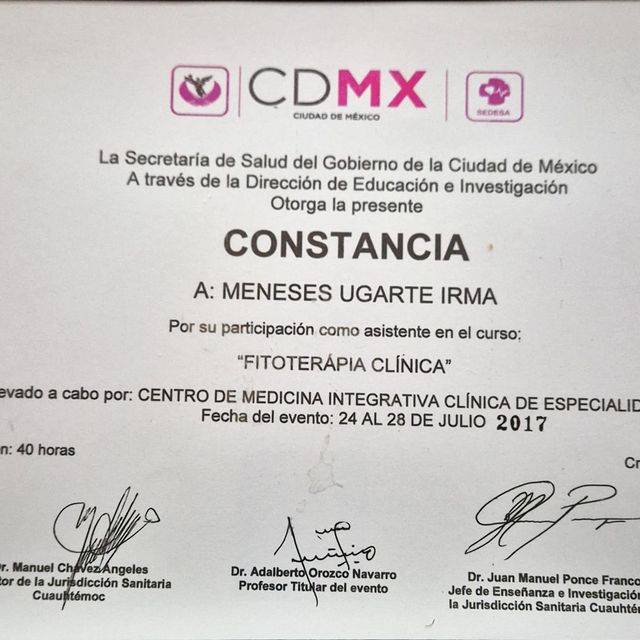 CDMX
CIUDAD DE MÉXICO
SEDESA
La Secretaría de Salud del Gobierno de la Ciudad de México
A través de la Dirección de Educación e Investigación
Otorga la presente
CONSTANCIA
A: MENESES UGARTE IRMA
Por su participación como asistente en el curso:
"FITOTERÁPIA CLÍNICA"
evado a cabo por: CENTRO DE MEDICINA INTEGRATIVA CLÍNICA DE ESPECIALID
Fecha del evento: 24 AL 28 DE JULIO 2017
n: 40 horas
Cr
r. Manuel Chávez Ángeles
tor de la Jurisdicción Sanitaria
Cuauhtémoc
Dr. Adalberto Orozco Navarro
Profesor Titular del evento
Dr. Juan Manuel Ponce Franco
Jefe de Enseñanza e Investigación
la Jurisdicción Sanitaria Cuauhté